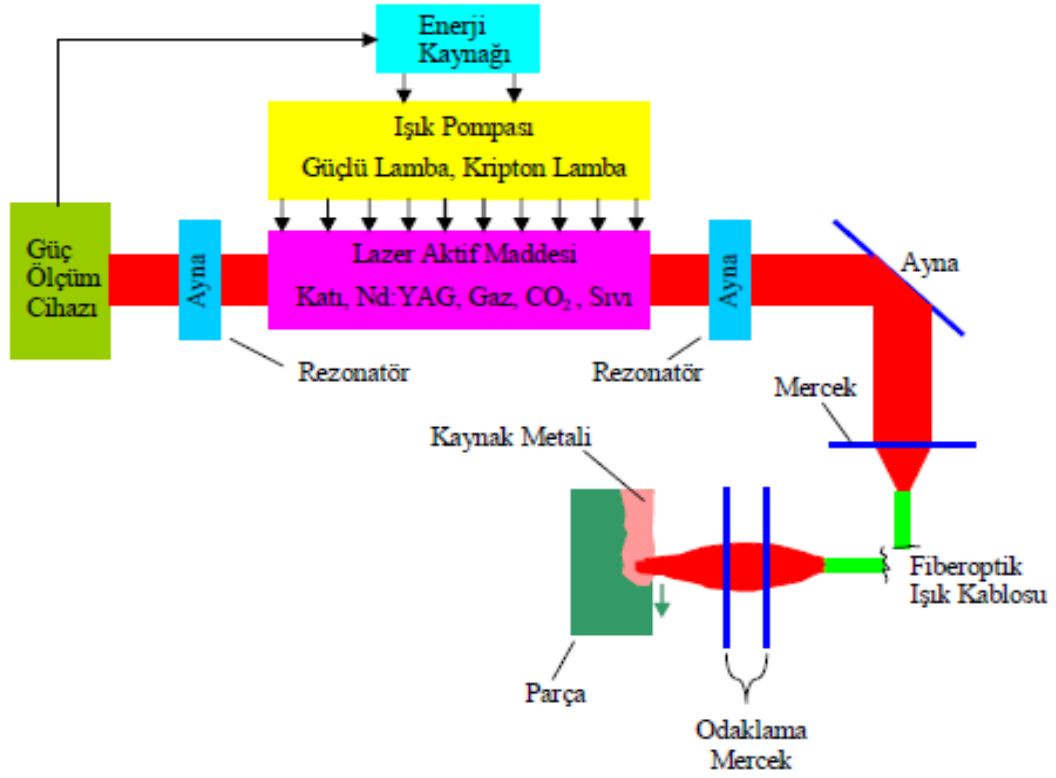 Enerji
Kaynağı
Işık Pompası
Güçlü Lamba, Kripton Lamba
Güç
Ölçüm
Cihazı
Ayna
Lazer Aktif Maddesi
Katı, Nd:YAG, Gaz, CO₂ , Sıvı
Ayna
Ayna
Rezonatör
Rezonatör
Mercek
Kaynak Metali
Fiberoptik
Işık Kablosu
Parça
Odaklama
Mercek